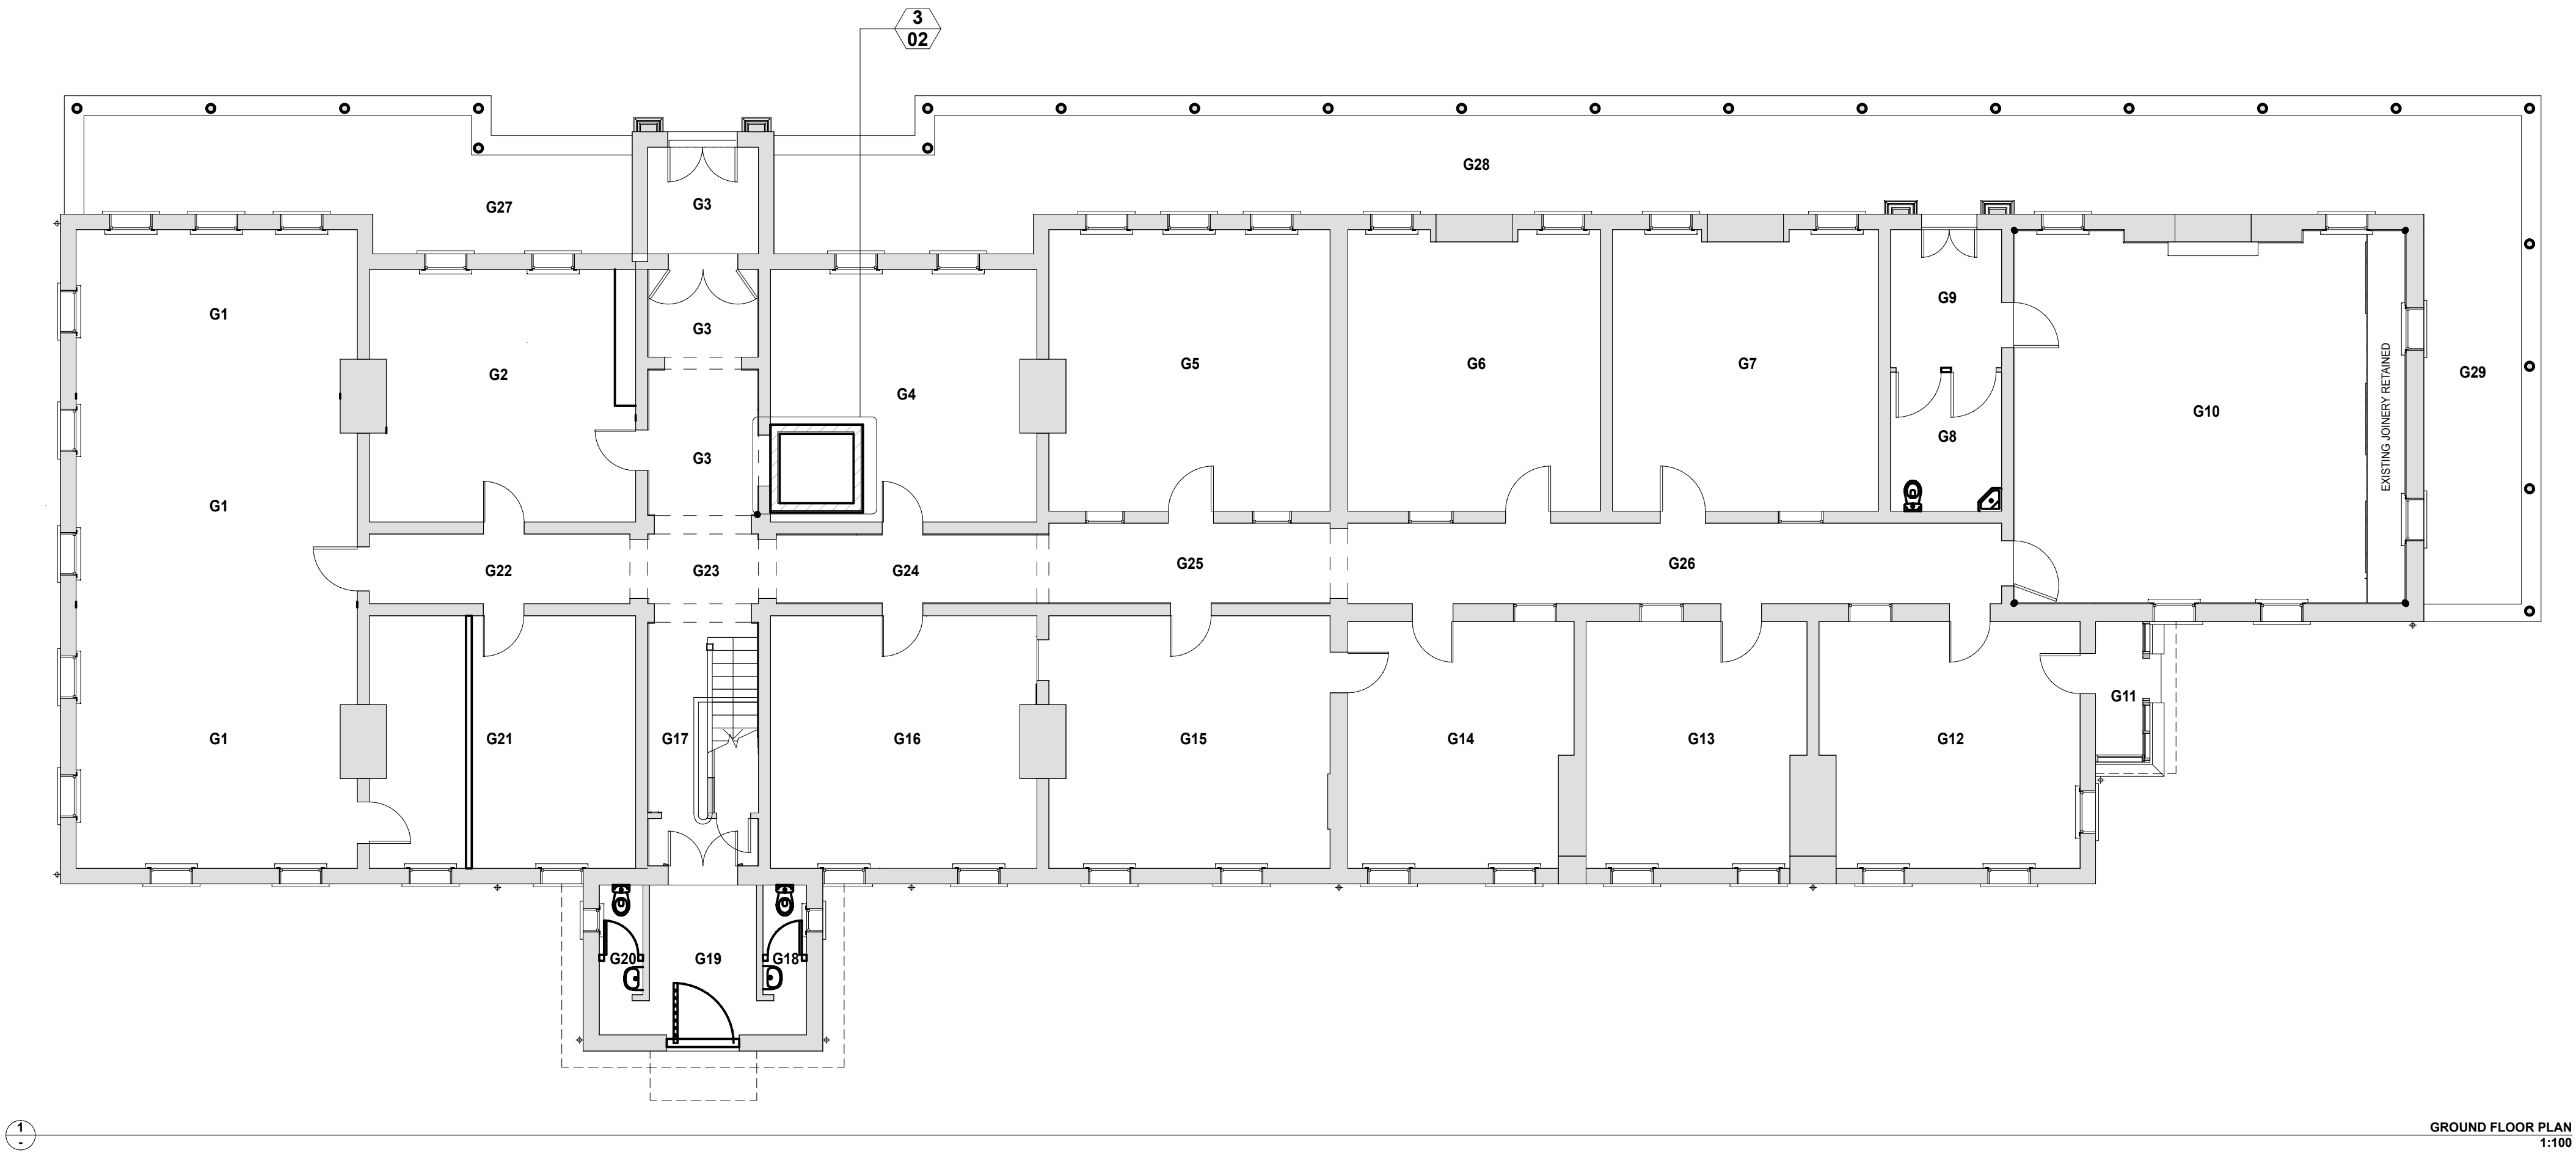 3
02
G28
G3
G27
G9
G1
G3
G5
G6
G7
G29
G2
G4
G10
EXISTING JOINERY RETAINED
G8
G3
G1
G25
G26
G22
G23
G24
G11
G1
G21
G17
G16
G15
G14
G13
G12
G20
G19
G18
1
-
GROUND FLOOR PLAN
1:100